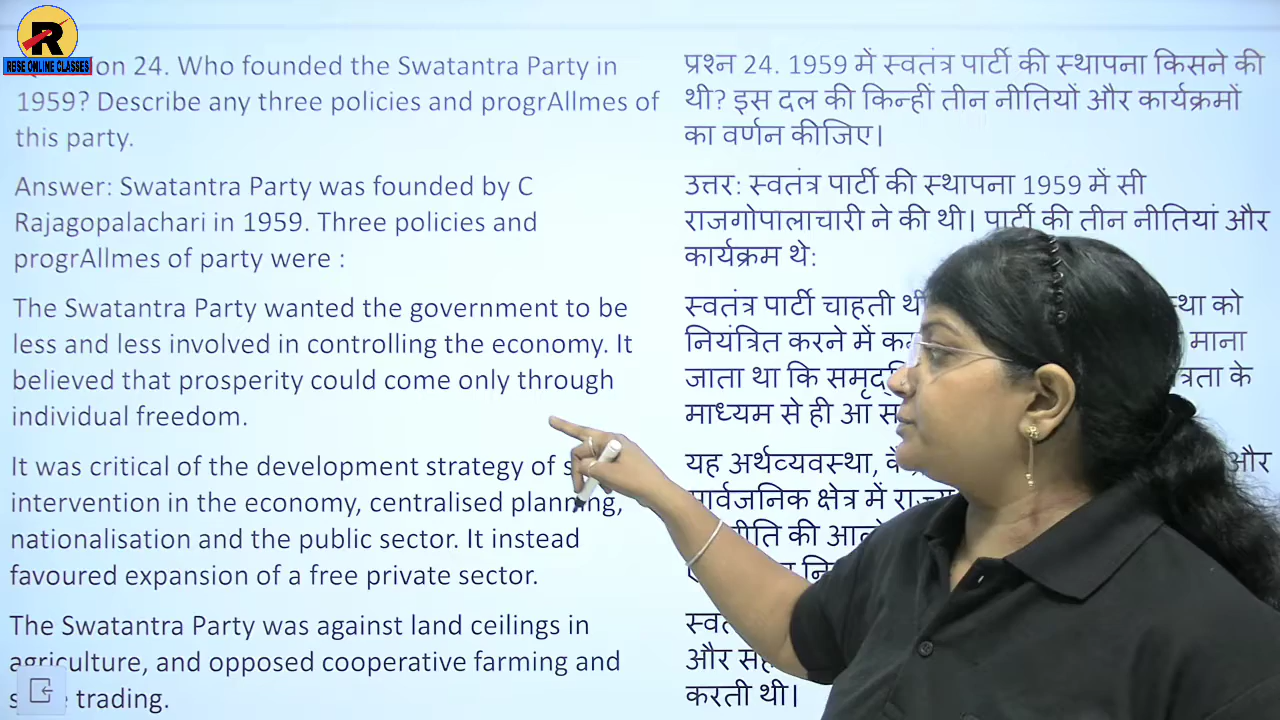 R
RBSE ONLINE CLASSES
on 24. Who founded the Swatantra Party in
1959? Describe any three policies and progrAllmes of
this party.
Answer: Swatantra Party was founded by C
Rajagopalachari in 1959. Three policies and
progrAllmes of party were :
The Swatantra Party wanted the government to be
less and less involved in controlling the economy. It
believed that prosperity could come only through
individual freedom.
It was critical of the development strategy of
intervention in the economy, centralised planning,
nationalisation and the public sector. It instead
favoured expansion of a free private sector.
The Swatantra Party was against land ceilings in
agriculture, and opposed cooperative farming and
trading.
प्रश्न 24. 1959 में स्वतंत्र पार्टी की स्थापना किसने की
थी? इस दल की किन्हीं तीन नीतियों और कार्यक्रमों
का वर्णन कीजिए।
उत्तर: स्वतंत्र पार्टी की स्थापना 1959 में सी
राजगोपालाचारी ने की थी। पार्टी की तीन नीतियां और
कार्यक्रम थे:
स्वतंत्र पार्टी चाहती को
नियंत्रित करने में माना
जाता था कि के
माध्यम से ही आ
यह अर्थव्यवस्था, और
सार्वजनिक क्षेत्र में
की
और
करती थी।